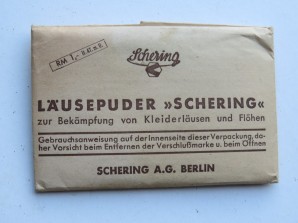 Schering
RM 1,-
LÄUSEPUDER »SCHERING«
zur Bekämpfung von Kleiderläusen und Flöhen
Gebrauchsanweisung auf der Innenseite dieser Verpackung, da-
her Vorsicht beim Entfernen der Verschlußmarke u. beim Öffnen
SCHERING A.G. BERLIN